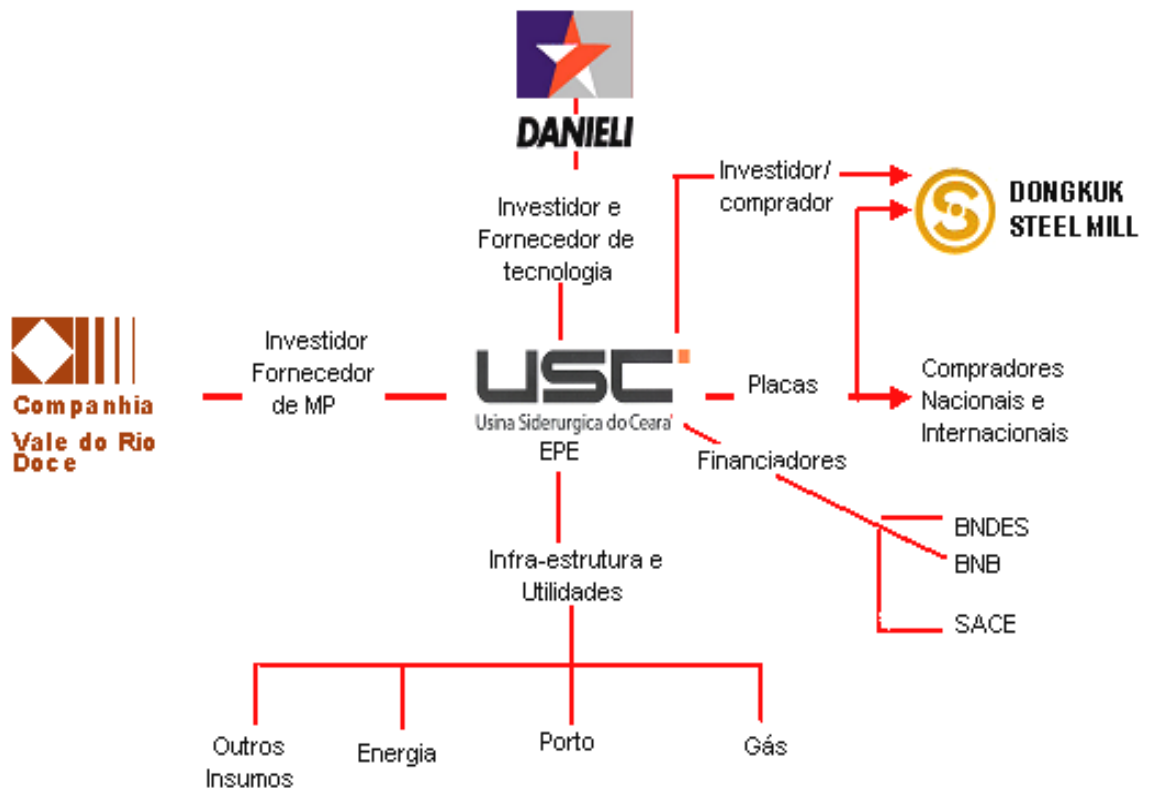 DANIELI
Investidor e
Fornecedor de
tecnologia
Investidor/
comprador
DONGKUK
STEEL MILL
Companhia
Vale do Rio
Doce
Investidor
Fornecedor
de MP
USC
Usina Siderurgica do Ceara'
EPE
Placas
Compradores
Nacionais e
Internacionais
Financiadores
BNDES
BNB
SACE
Infra-estrutura e
Utilidades
Outros
Insumos
Energia
Porto
Gás